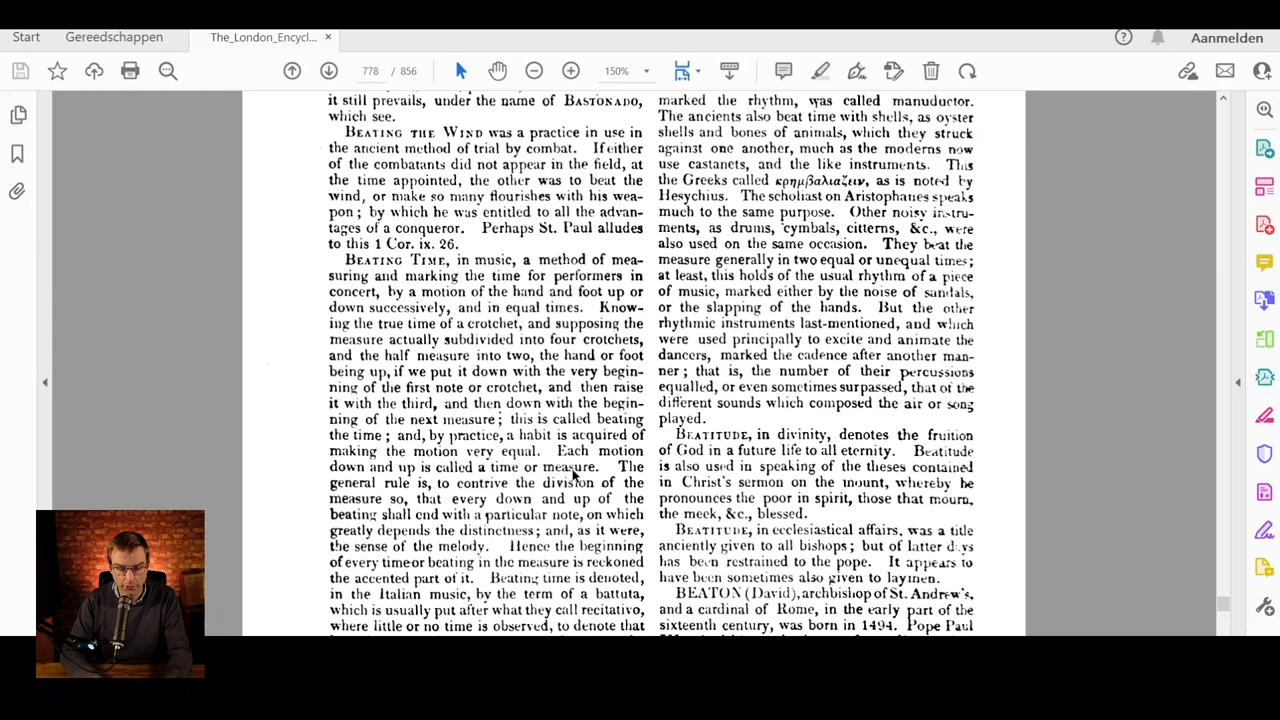 Start
Gereedschappen
The_London_Encycl...
Aanmelden
778 / 856
150%
it still prevails, under the name of BASTONADO,
which see.
BEATING THE WIND was a practice in use in
the ancient method of trial by combat. If either
of the combatants did not appear in the field, at
the time appointed, the other was to beat the
wind, or make so many flourishes with his wea-
pon; by which he was entitled to all the advan-
tages of a conqueror. Perhaps St. Paul alludes
to this 1 Cor. ix. 26.
BEATING TIME, in music, a method of mea-
suring and marking the time for performers in
concert, by a motion of the hand and foot up or
down successively, and in equal times. Know-
ing the true time of a crotchet, and supposing the
measure actually subdivided into four crotchets,
and the half measure into two, the hand or foot
being up, if we put it down with the very begin-
ning of the first note or crotchet, and then raise
it with the third, and then down with the begin-
ning of the next measure; this is called beating
the time; and, by practice, a habit is acquired of
making the motion very equal. Each motion
down and up is called a time or measure. The
general rule is, to contrive the division of the
measure so, that every down and up of the
beating shall end with a particular note, on which
greatly depends the distinctness; and, as it were,
the sense of the melody. Hence the beginning
of every time or beating in the measure is reckoned
the accented part of it. Beating time is denoted,
in the Italian music, by the term of a battuta,
which is usually put after what they call recitativo,
where little or no time is observed, to denote that
marked the rhythm, was called manuductor.
The ancients also beat time with shells, as oyster
shells and bones of animals, which they struck
against one another, much as the moderns now
use castanets, and the like instruments. This
the Greeks called κρημβαλιαζειν, as is noted by
Hesychius. The scholiast on Aristophanes speaks
much to the same purpose. Other noisy instru-
ments, as drums, cymbals, citterns, &c., were
also used on the same occasion. They beat the
measure generally in two equal or unequal times;
at least, this holds of the usual rhythm of a piece
of music, marked either by the noise of sandals,
or the slapping of the hands. But the other
rhythmic instruments last-mentioned, and which
were used principally to excite and animate the
dancers, marked the cadence after another man-
ner; that is, the number of their percussions
equalled, or even sometimes surpassed, that of the
different sounds which composed the air or song
played.
BEATITUDE, in divinity, denotes the fruition
of God in a future life to all eternity. Beatitude
is also used in speaking of the theses contained
in Christ's sermon on the mount, whereby he
pronounces the poor in spirit, those that mourn,
the meek, &c., blessed.
BEATITUDE, in ecclesiastical affairs, was a title
anciently given to all bishops; but of latter days
has been restrained to the pope. It appears to
have been sometimes also given to laymen.
BEATON (David), archbishop of St. Andrew's,
and a cardinal of Rome, in the early part of the
sixteenth century, was born in 1494. Pope Paul